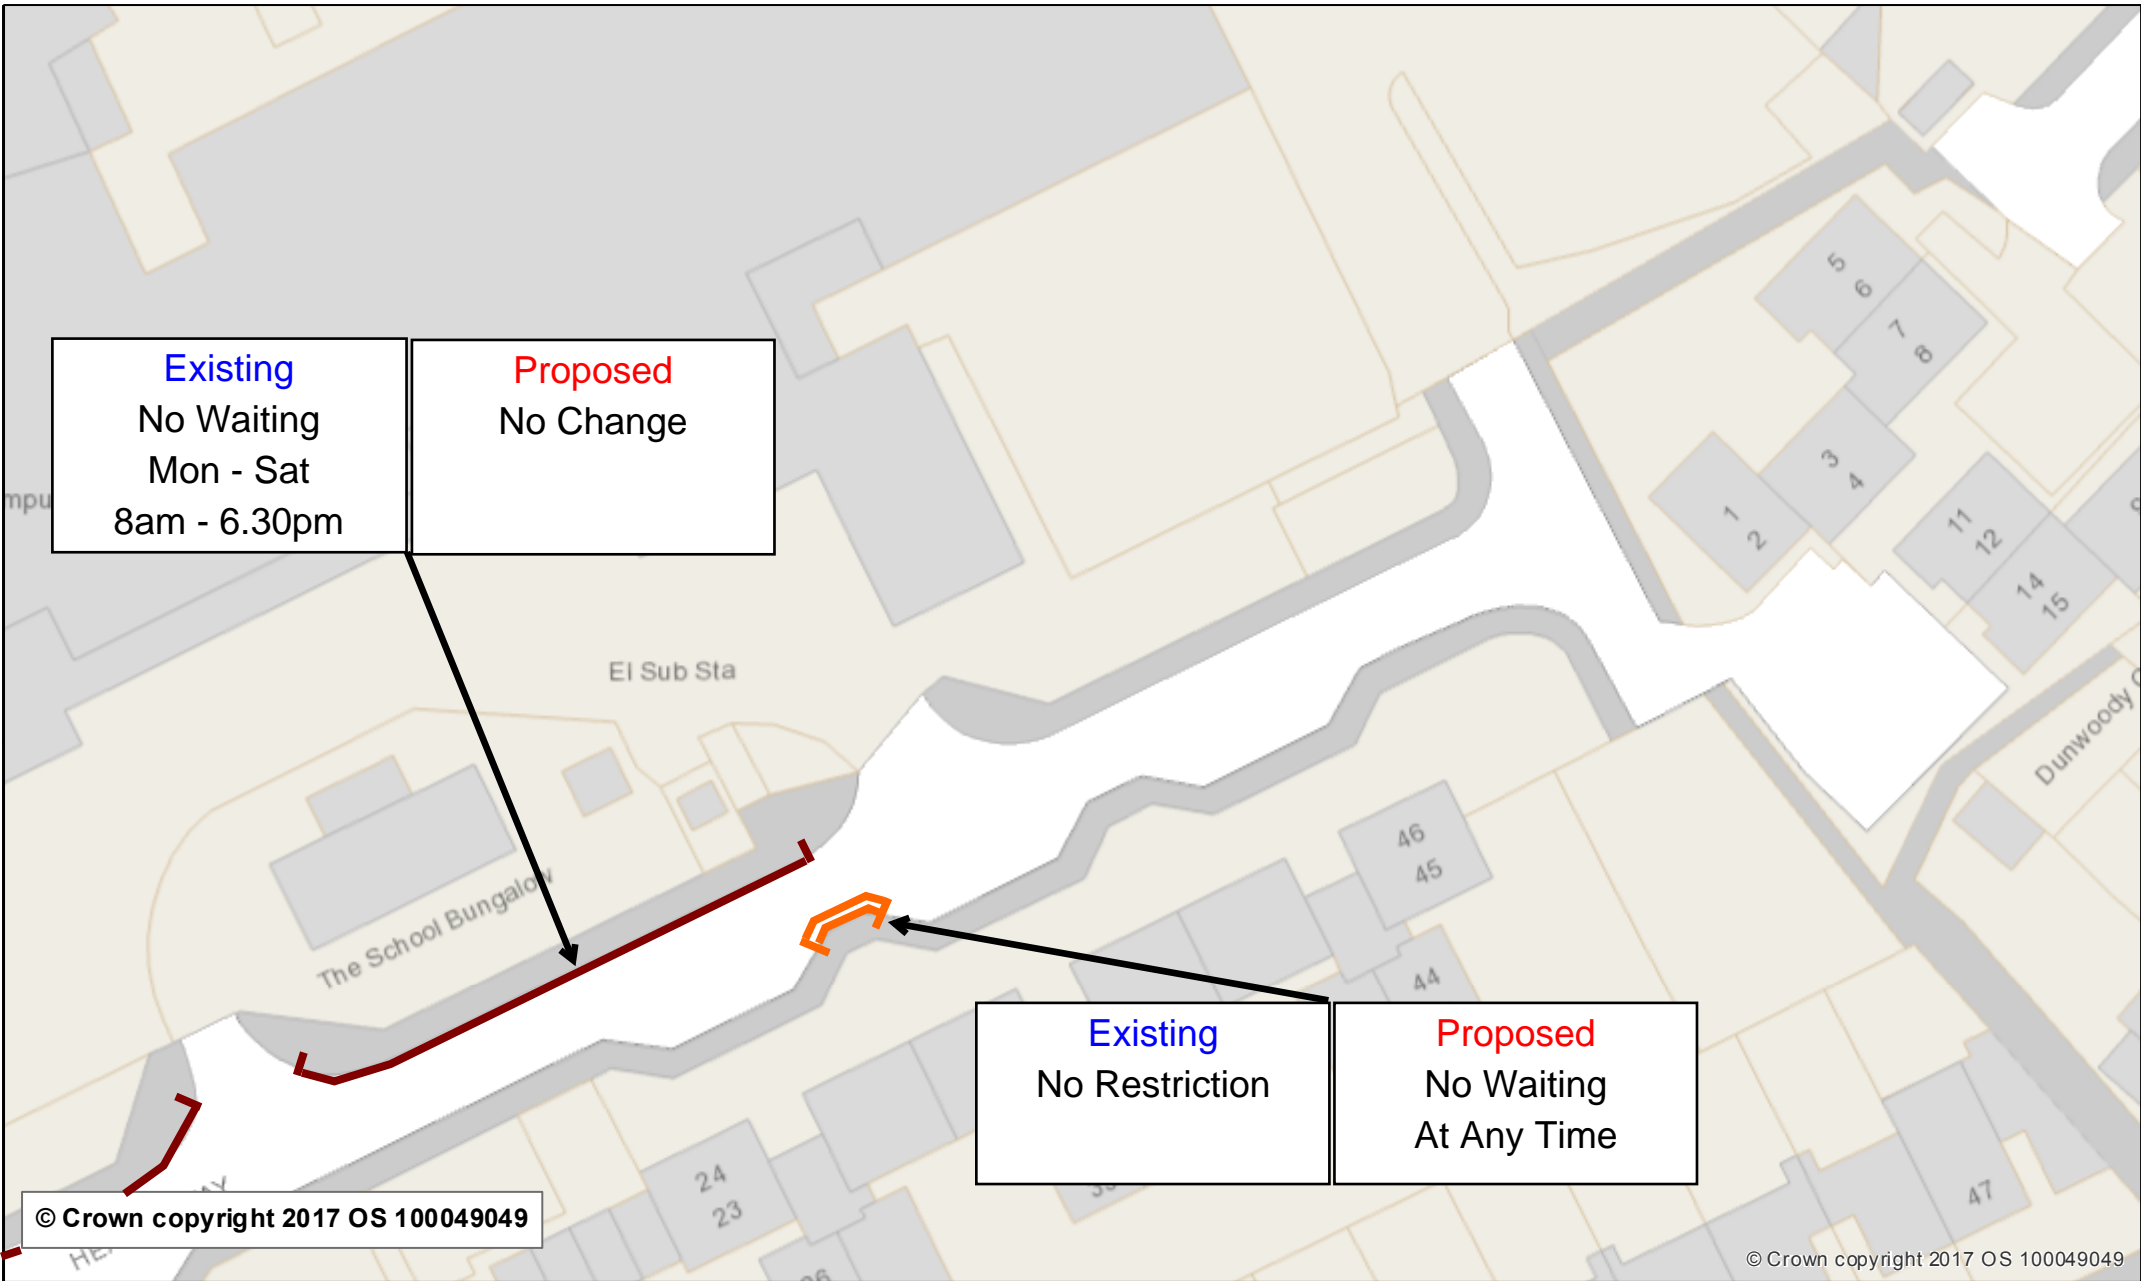 5
6
7
8
Existing
No Waiting
Mon - Sat
8am - 6.30pm
Proposed
No Change
3
4
1
2
11
12
14
15
El Sub Sta
Dunwoody
The School Bungalow
46
45
44
Existing
No Restriction
Proposed
No Waiting
At Any Time
24
23
47
© Crown copyright 2017 OS 100049049
© Crown copyright 2017 OS 100049049